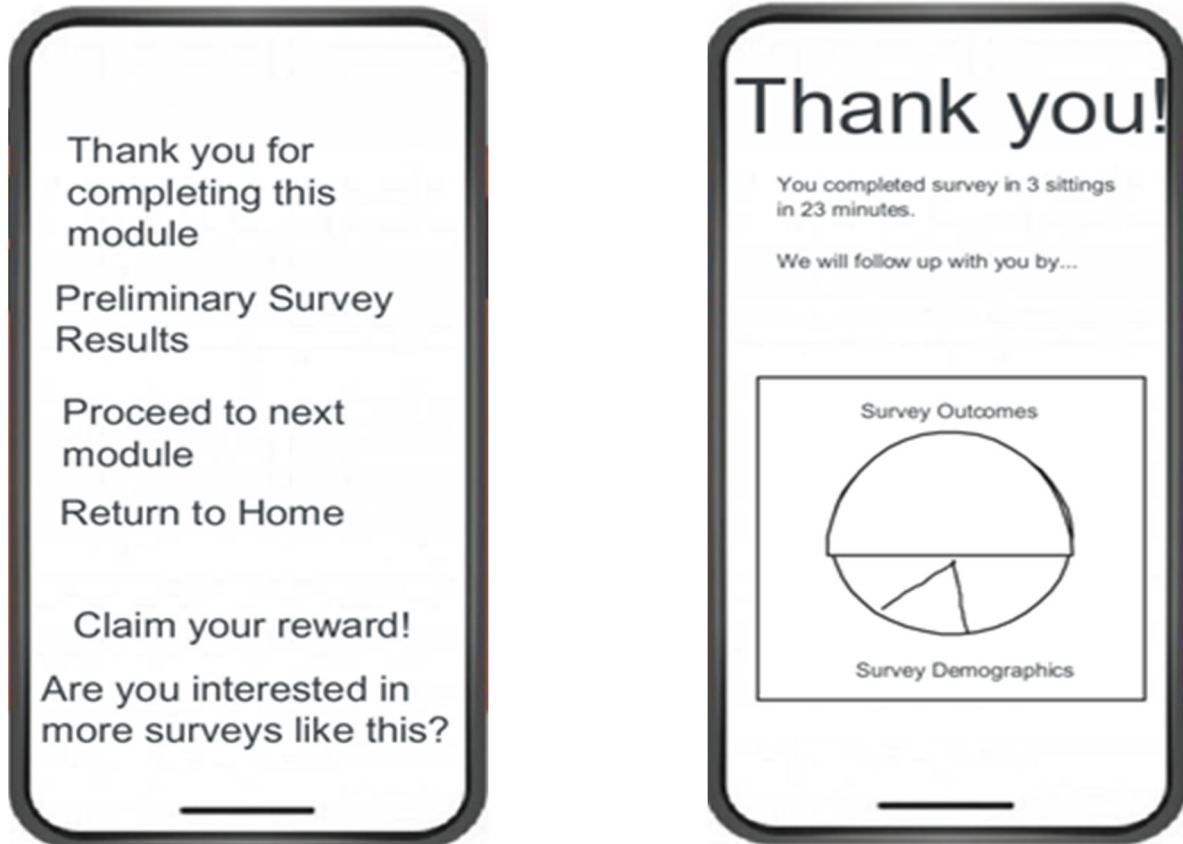 Thank you for
completing this
module
Preliminary Survey
Results
Proceed to next
module
Return to Home
Claim your reward!
Are you interested in
more surveys like this?
Thank you!
You completed survey in 3 sittings
in 23 minutes.
We will follow up with you by...
Survey Outcomes
Survey Demographics